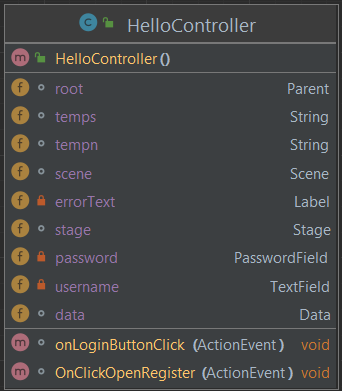 C HelloController
m HelloController()
f root Parent
f temps String
f tempn String
f scene Scene
f errorText Label
f stage Stage
f password PasswordField
f username TextField
f data Data
m onLoginButtonClick (ActionEvent) void
m OnClickOpenRegister (ActionEvent) void